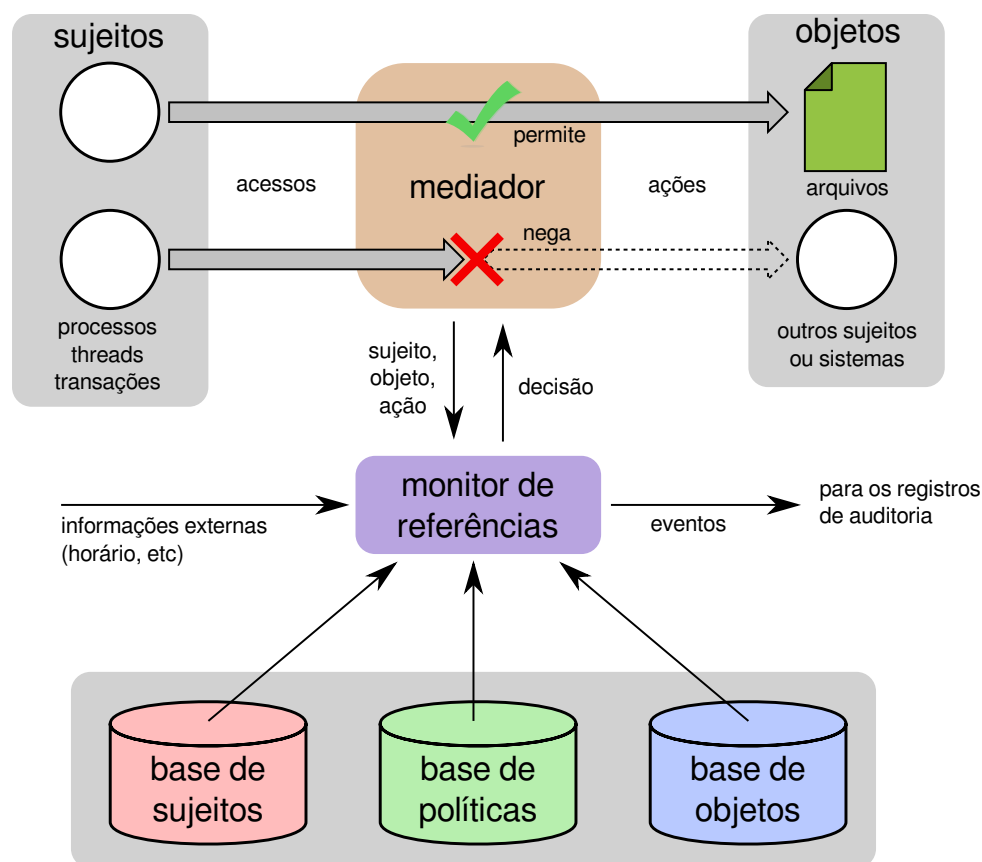 sujeitos
objetos
permite
acessos
mediador
ações
arquivos
nega
processos
threads
transações
outros sujeitos
ou sistemas
sujeito,
objeto,
ação
decisão
monitor de
referências
informações externas
(horário, etc)
eventos
para os registros
de auditoria
base de
sujeitos
base de
políticas
base de
objetos